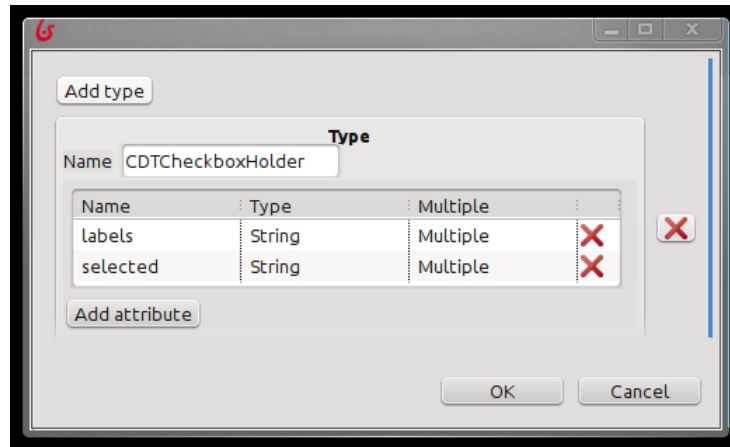 Add type
Type
Name CDTCheckboxHolder
Name Type Multiple
labels String Multiple
selected String Multiple
Add attribute
OK Cancel